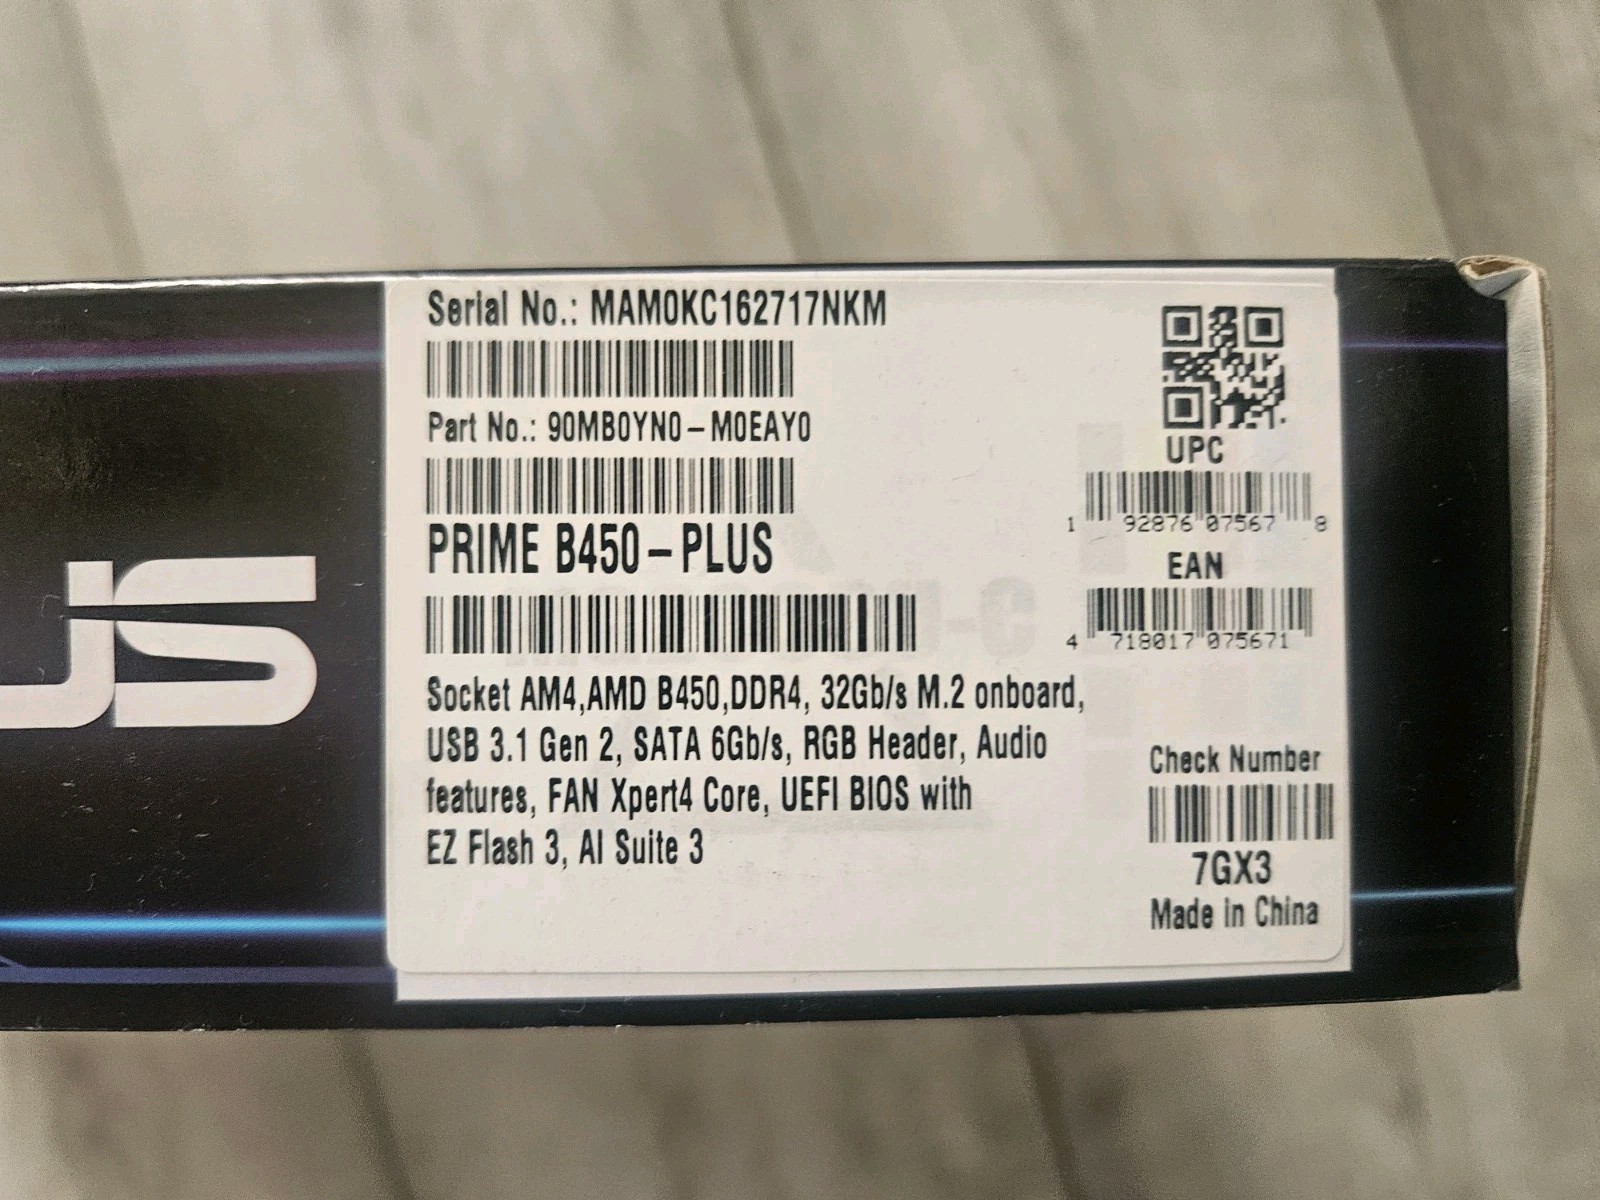 Serial No.: MAM0KC162717NKM
Part No.: 90MB0YN0-M0EAY0
PRIME B450-PLUS
Socket AM4,AMD B450,DDR4, 32Gb/s M.2 onboard,
USB 3.1 Gen 2, SATA 6Gb/s, RGB Header, Audio
features, FAN Xpert4 Core, UEFI BIOS with
EZ Flash 3, AI Suite 3
UPC
1 92876 07567 8
EAN
4 718017 075671
Check Number
7GX3
Made in China
US